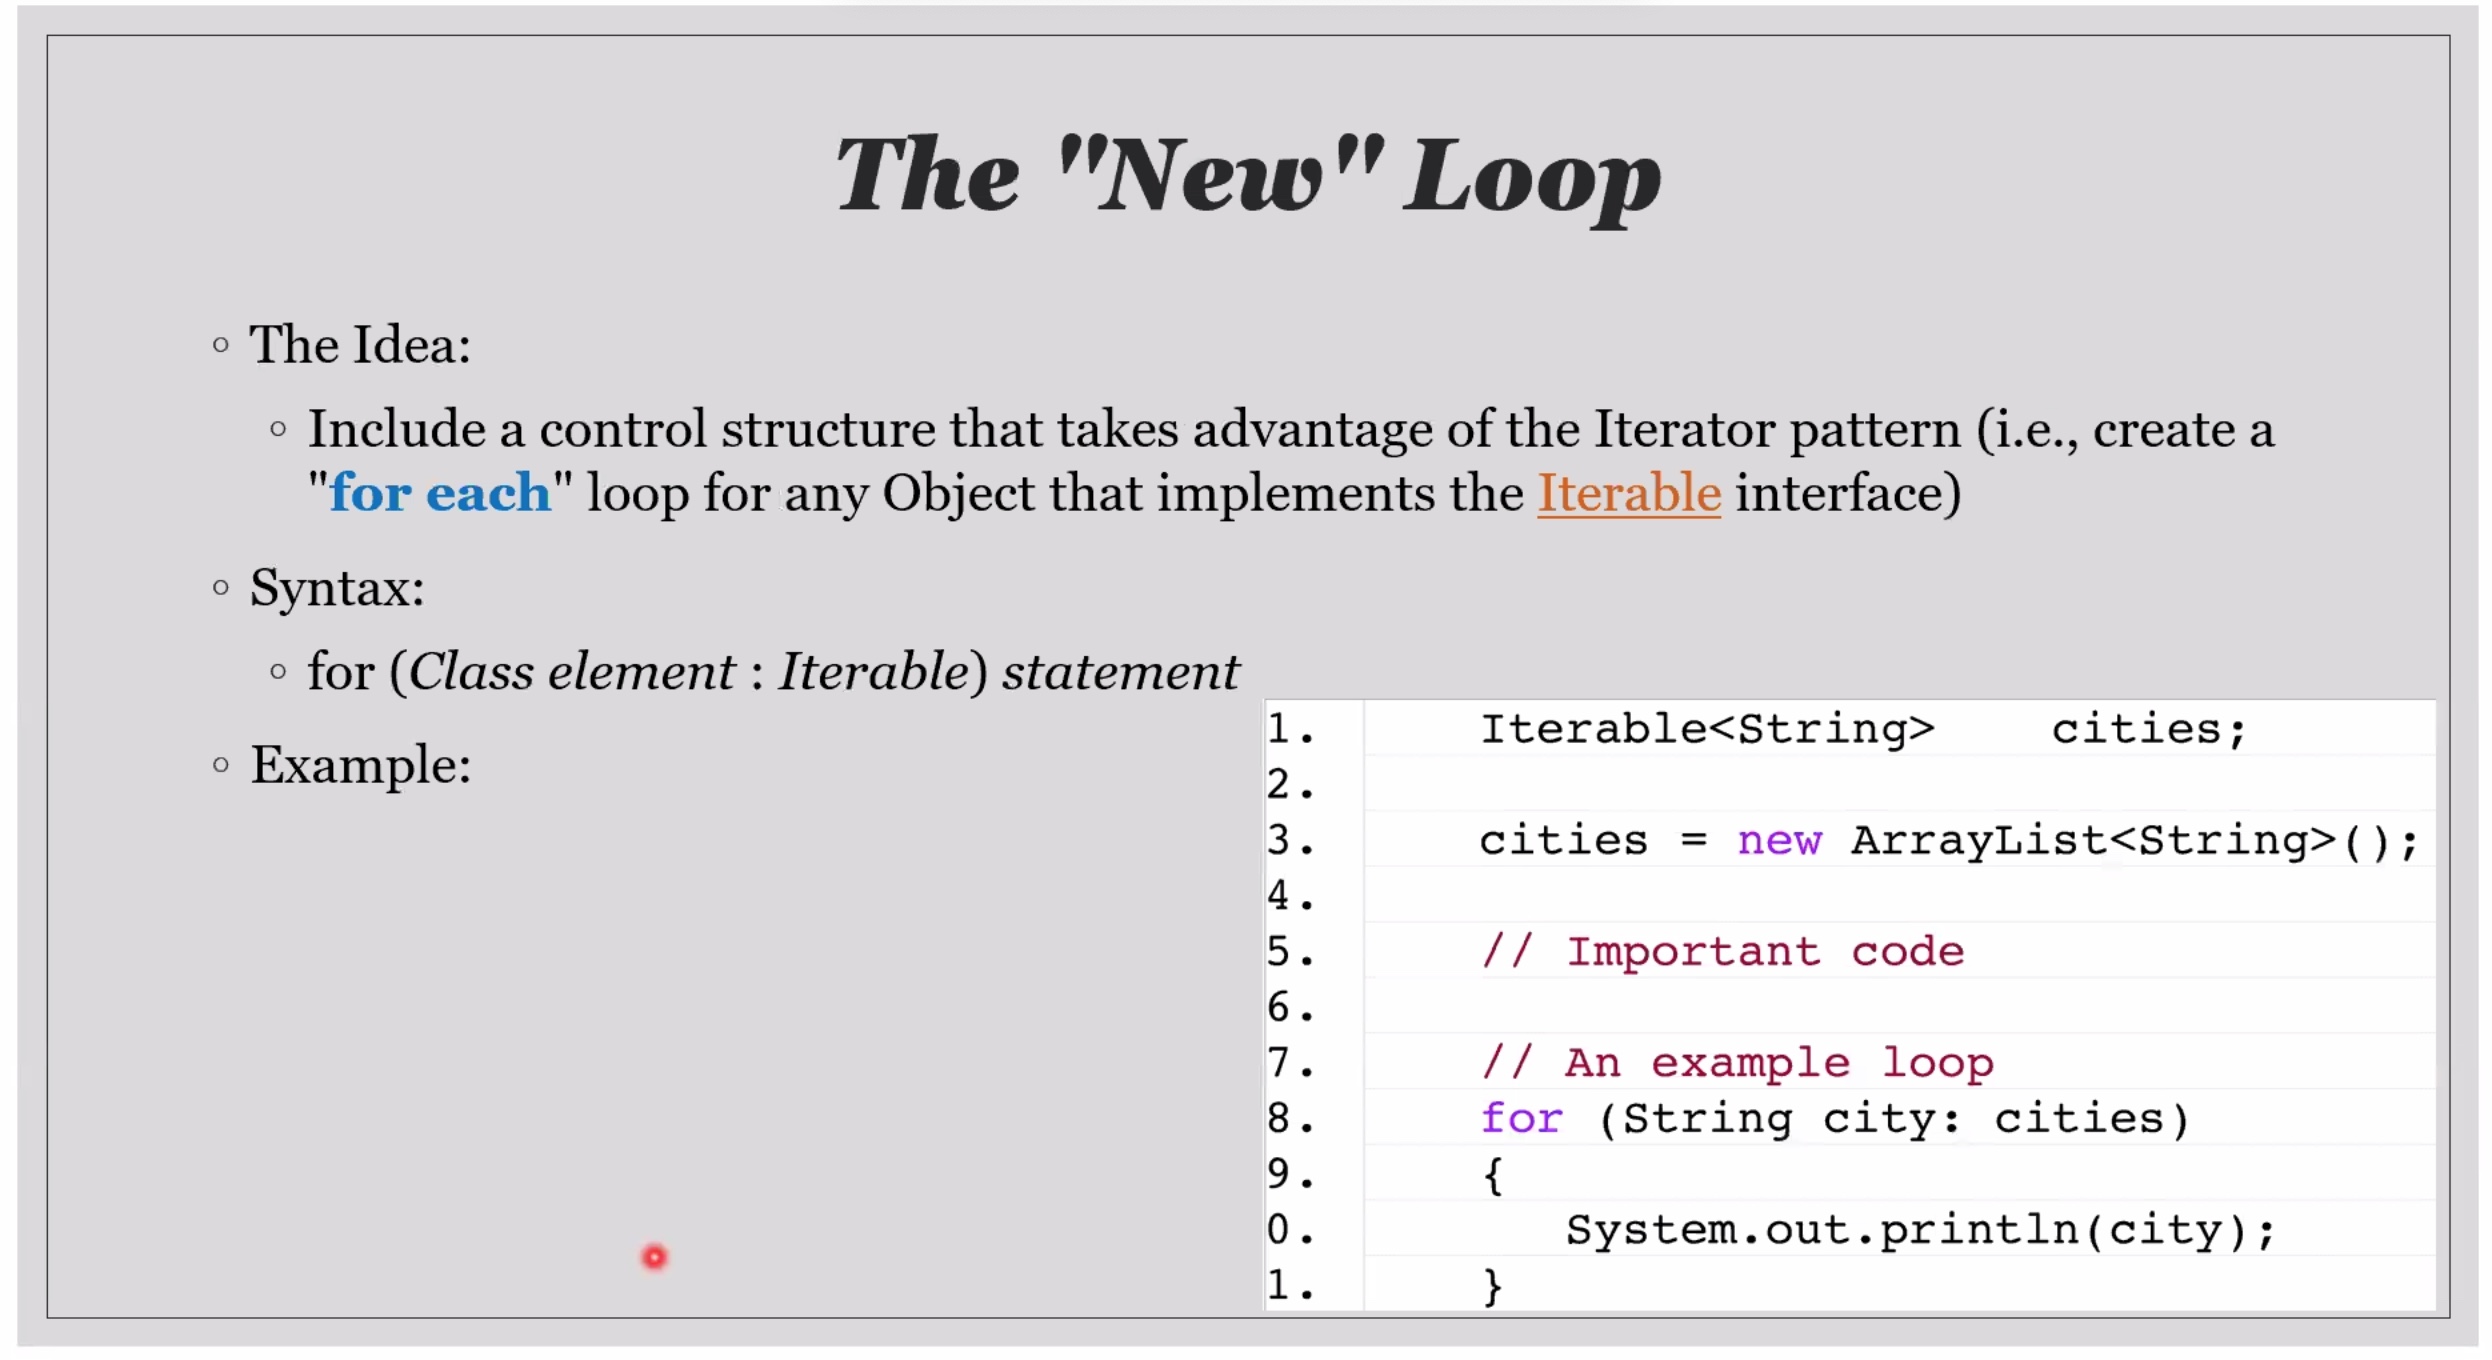 The "New" Loop
◦ The Idea:
◦ Include a control structure that takes advantage of the Iterator pattern (i.e., create a
"for each" loop for any Object that implements the Iterable interface)
◦ Syntax:
◦ for (Class element : Iterable) statement
◦ Example:
1. Iterable<String>    cities;
2.
3. cities = new ArrayList<String>();
4.
5. // Important code
6.
7. // An example loop
8. for (String city: cities)
9. {
0.    System.out.println(city);
1. }